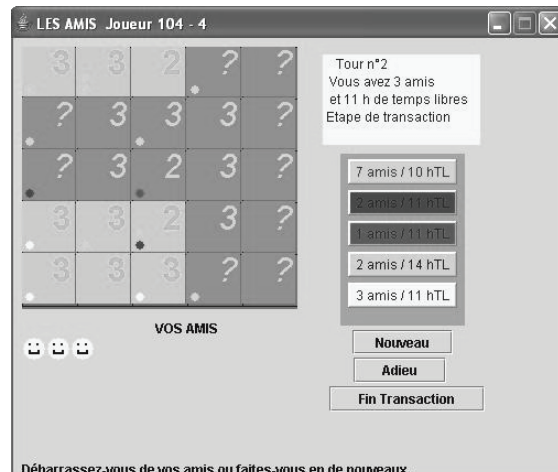 LES AMIS Joueur 104 - 4
3 3 2 ? ?
? 3 3 3 ?
? 3 2 3 ?
3 3 2 3 ?
3 3 3 ? ?
Tour n°2
Vous avez 3 amis
et 11 h de temps libres
Etape de transaction
7 amis / 10 hTL
2 amis / 11 hTL
1 amis / 11 hTL
2 amis / 14 hTL
3 amis / 11 hTL
VOS AMIS
Nouveau
Adieu
Fin Transaction
Débarrassez-vous de vos amis ou faites-vous en de nouveaux